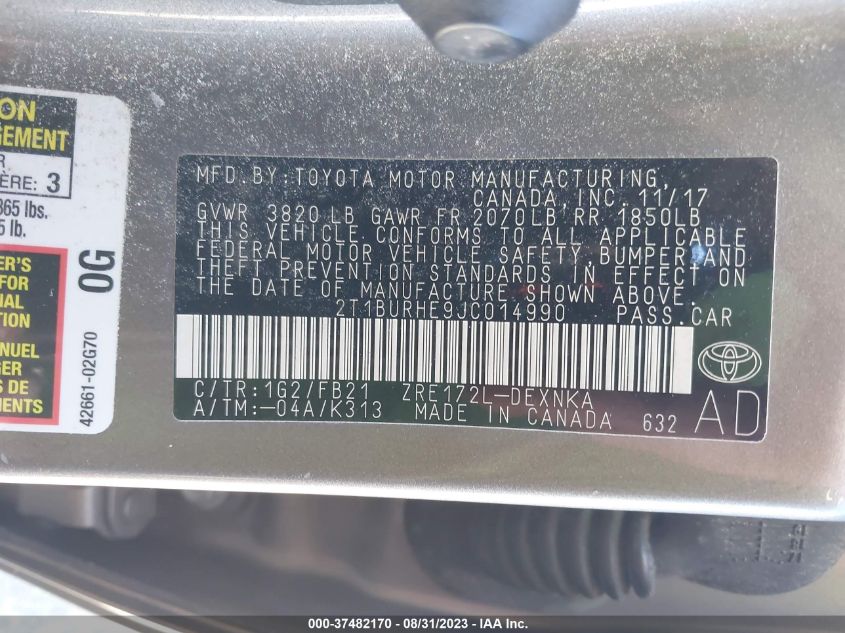 ON
GEMENT
R
ÈRE: 3
365 lbs.
5 lb.
ER'S
FOR
NAL
TION
NUEL
R
0G
42661-02G70
MFD. BY: TOYOTA MOTOR MANUFACTURING,
CANADA, INC. 11/17
GVWR 3820 LB GAWR FR 2070LB RR 1850LB
THIS VEHICLE CONFORMS TO ALL APPLICABLE
FEDERAL MOTOR VEHICLE SAFETY, BUMPER, AND
THEFT PREVENTION STANDARDS IN EFFECT ON
THE DATE OF MANUFACTURE SHOWN ABOVE.
2T1BURHE9JC014990 PASS.CAR
C/TR: 1G2/FB21 ZRE172L-DEXNKA
A/TM: -04A/K313 MADE IN CANADA 632
AD
000-37482170 - 08/31/2023 - © IAA Holdings, LLC.